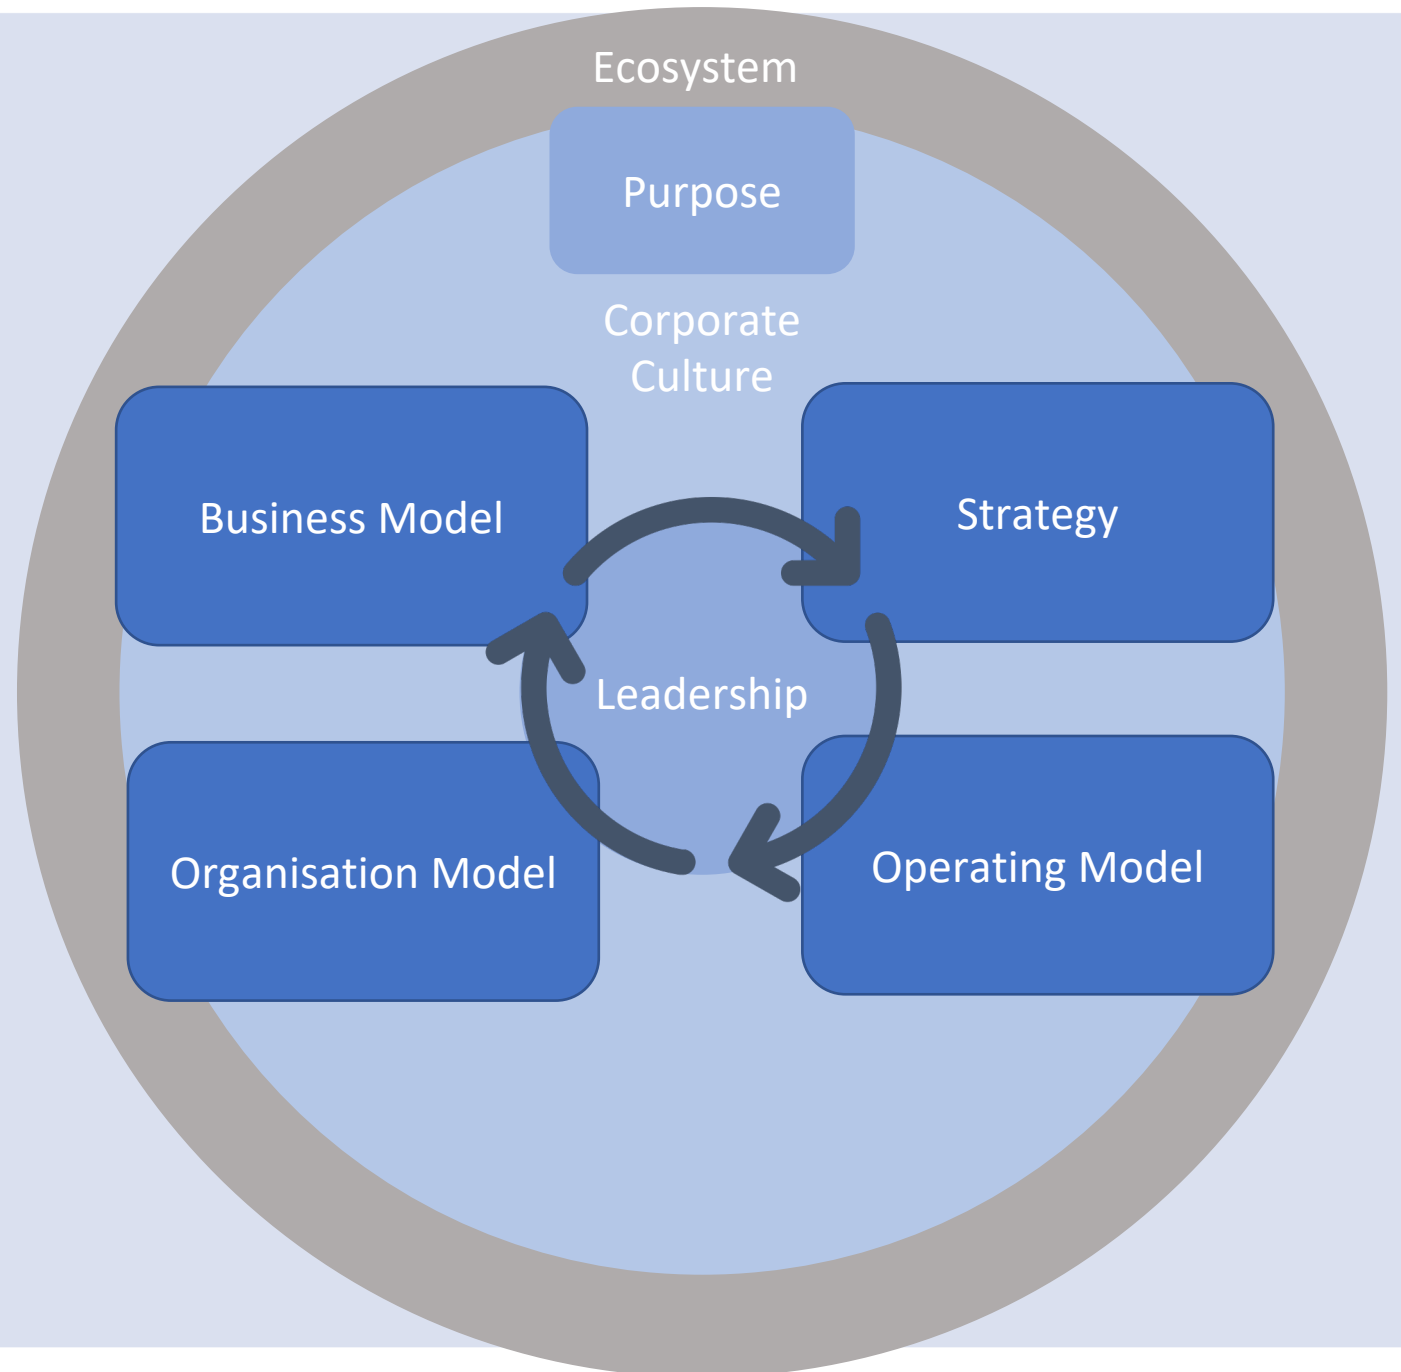 Ecosystem
Purpose
Corporate
Culture
Business Model
Strategy
Leadership
Organisation Model
Operating Model